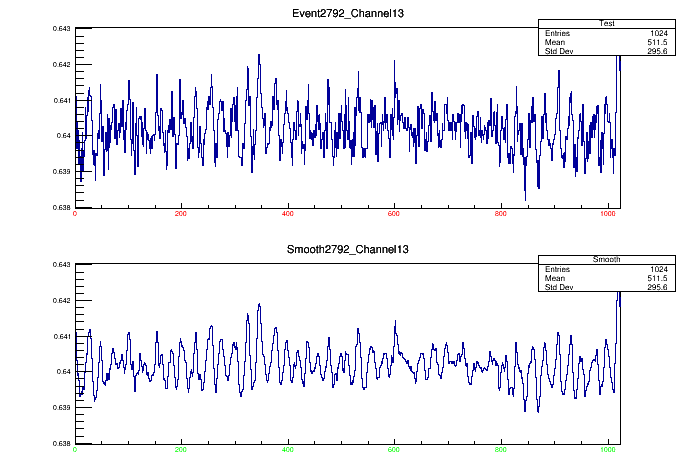 Event2792_Channel13
Test
Entries 1024
Mean 511.5
Std Dev 295.6
0.643
0.642
0.641
0.64
0.639
0.638
0 200 400 600 800 1000
Smooth2792_Channel13
Smooth
Entries 1024
Mean 511.5
Std Dev 295.6
0.643
0.642
0.641
0.64
0.639
0.638
0 200 400 600 800 1000